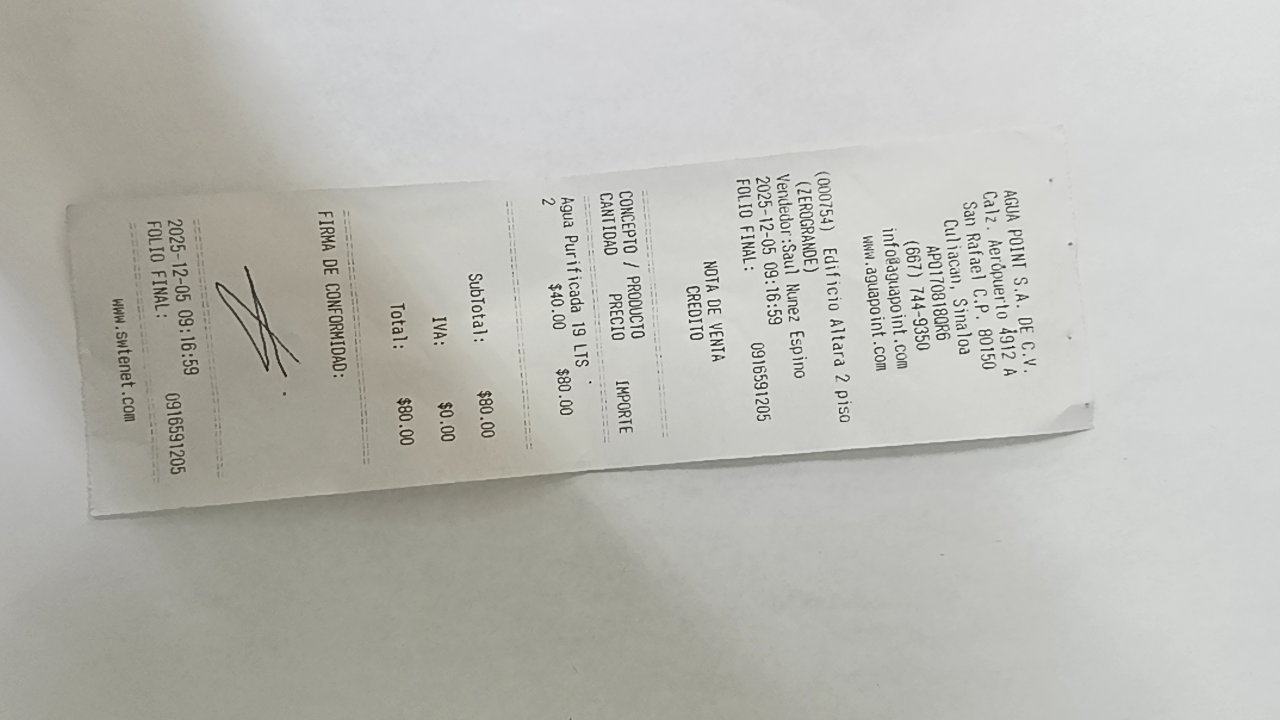 AGUA POINT S.A. DE C.V.
Calz. Aeropuerto 4912 A
San Rafael C.P. 80150
Culiacan, Sinaloa
APO170818QR6
(667) 744-9350
info@aguapoint.com
www.aguapoint.com
(000754) Edificio Altara 2 piso
(ZEROGRANDE)
Vendedor:Saul Nunez Espino
2025-12-05 09:16:59
FOLIO FINAL: 0916591205
NOTA DE VENTA
CREDITO
CONCEPTO / PRODUCTO
CANTIDAD PRECIO IMPORTE
Agua Purificada 19 LTS .
2 $40.00 $80.00
SubTotal: $80.00
IVA: $0.00
Total: $80.00
FIRMA DE CONFORMIDAD:
2025-12-05 09:16:59
FOLIO FINAL: 0916591205
www.swtenet.com